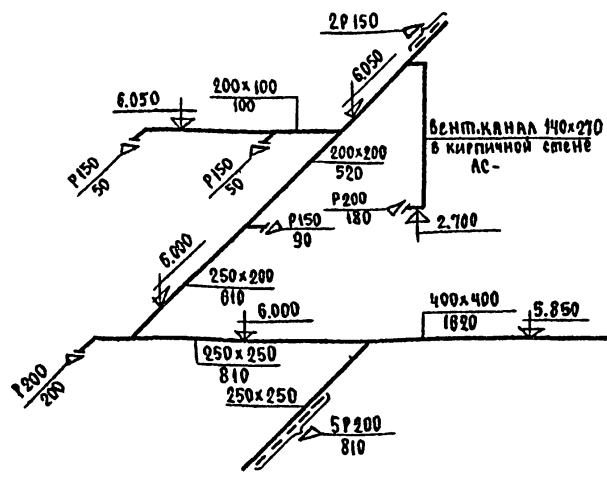 2Р150
6.050
200×100
100
6.050
Вент.канал 140×270
в кирпичной стене
АС-
Р150
50
Р150
50
200×200
520
Р200
180
2.700
Р150
90
6.000
250×200
610
6.000
400×400
1620
5.850
Р200
200
250×250
810
250×250
5Р200
810